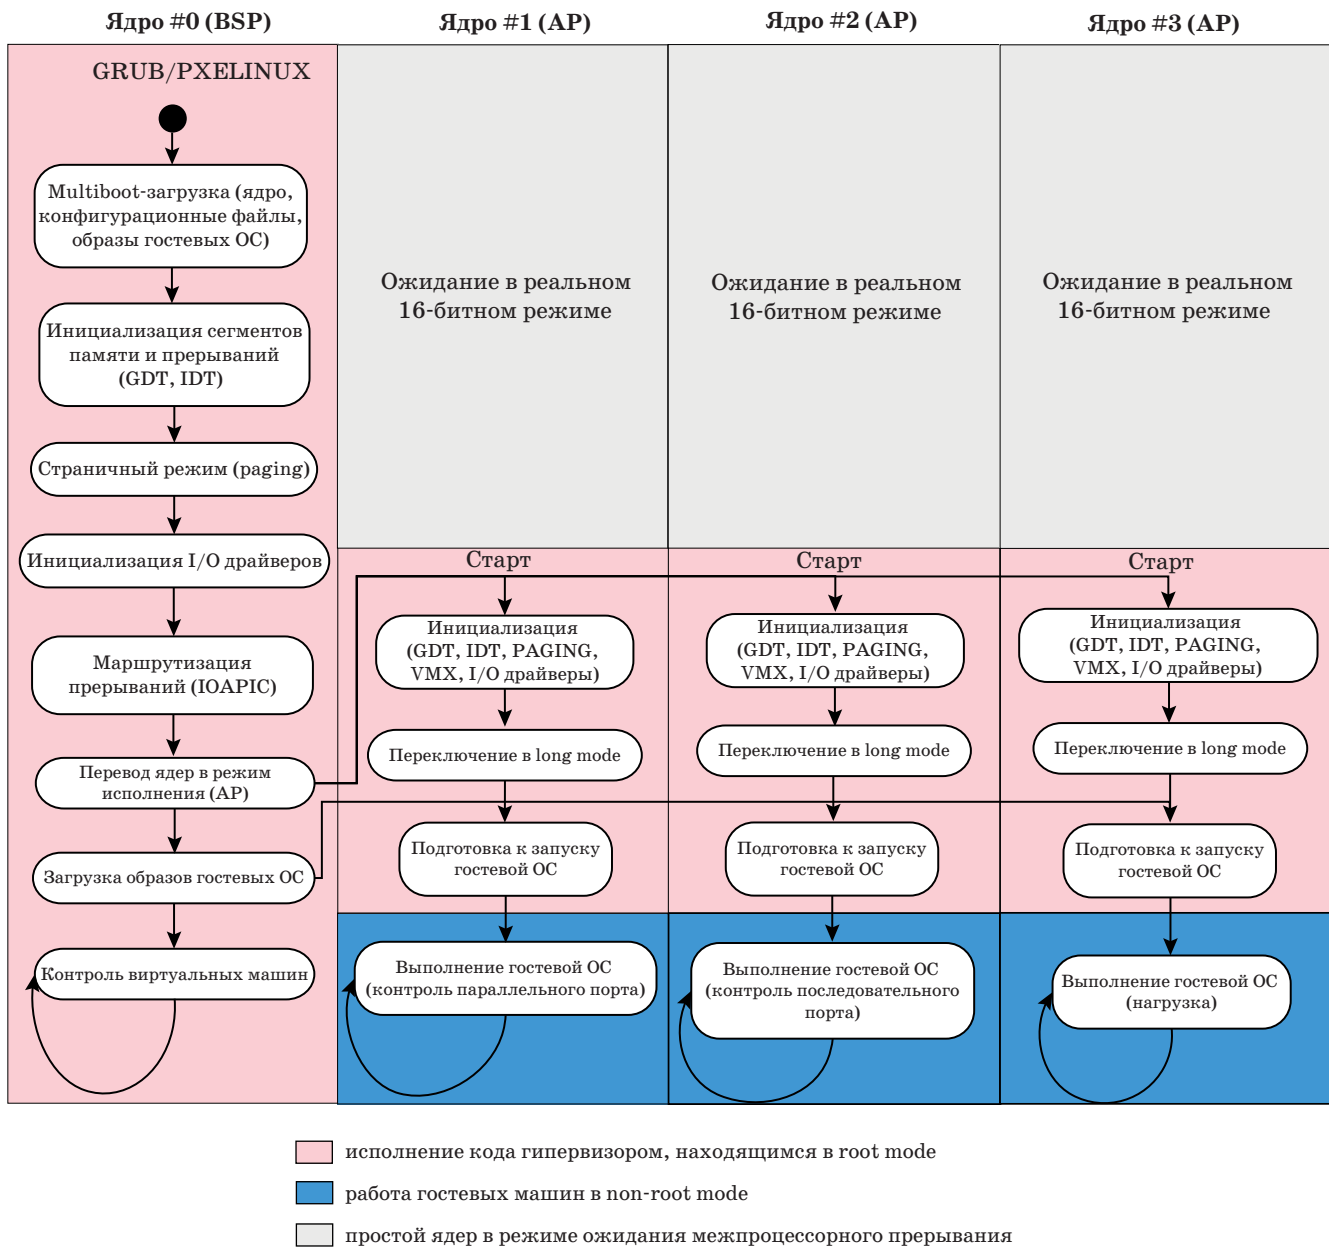 Ядро #0 (BSP)
Ядро #1 (AP)
Ядро #2 (AP)
Ядро #3 (AP)
GRUB/PXELINUX
Multiboot-загрузка (ядро,
конфигурационные файлы,
образы гостевых ОС)
Инициализация сегментов
памяти и прерываний
(GDT, IDT)
Страничный режим (paging)
Инициализация I/O драйверов
Маршрутизация
прерываний (IOAPIC)
Перевод ядер в режим
исполнения (AP)
Загрузка образов гостевых ОС
Контроль виртуальных машин
Ожидание в реальном
16-битном режиме
Старт
Инициализация
(GDT, IDT, PAGING,
VMX, I/O драйверы)
Переключение в long mode
Подготовка к запуску
гостевой ОС
Выполнение гостевой ОС
(контроль параллельного порта)
Ожидание в реальном
16-битном режиме
Старт
Инициализация
(GDT, IDT, PAGING,
VMX, I/O драйверы)
Переключение в long mode
Подготовка к запуску
гостевой ОС
Выполнение гостевой ОС
(контроль последовательного
порта)
Ожидание в реальном
16-битном режиме
Старт
Инициализация
(GDT, IDT, PAGING,
VMX, I/O драйверы)
Переключение в long mode
Подготовка к запуску
гостевой ОС
Выполнение гостевой ОС
(нагрузка)
исполнение кода гипервизором, находящимся в root mode
работа гостевых машин в non-root mode
простой ядер в режиме ожидания межпроцессорного прерывания